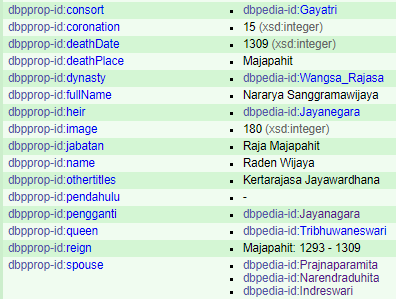 dbpprop-id:consort ▪ dbpedia-id:Gayatri
dbpprop-id:coronation ▪ 15 (xsd:integer)
dbpprop-id:deathDate ▪ 1309 (xsd:integer)
dbpprop-id:deathPlace ▪ Majapahit
dbpprop-id:dynasty ▪ dbpedia-id:Wangsa_Rajasa
dbpprop-id:fullName ▪ Nararya Sanggramawijaya
dbpprop-id:heir ▪ dbpedia-id:Jayanegara
dbpprop-id:image ▪ 180 (xsd:integer)
dbpprop-id:jabatan ▪ Raja Majapahit
dbpprop-id:name ▪ Raden Wijaya
dbpprop-id:othertitles ▪ Kertarajasa Jayawardhana
dbpprop-id:pendahulu ▪ -
dbpprop-id:pengganti ▪ dbpedia-id:Jayanagara
dbpprop-id:queen ▪ dbpedia-id:Tribhuwaneswari
dbpprop-id:reign ▪ Majapahit: 1293 - 1309
dbpprop-id:spouse ▪ dbpedia-id:Prajnaparamita
▪ dbpedia-id:Narendraduhita
▪ dbpedia-id:Indreswari